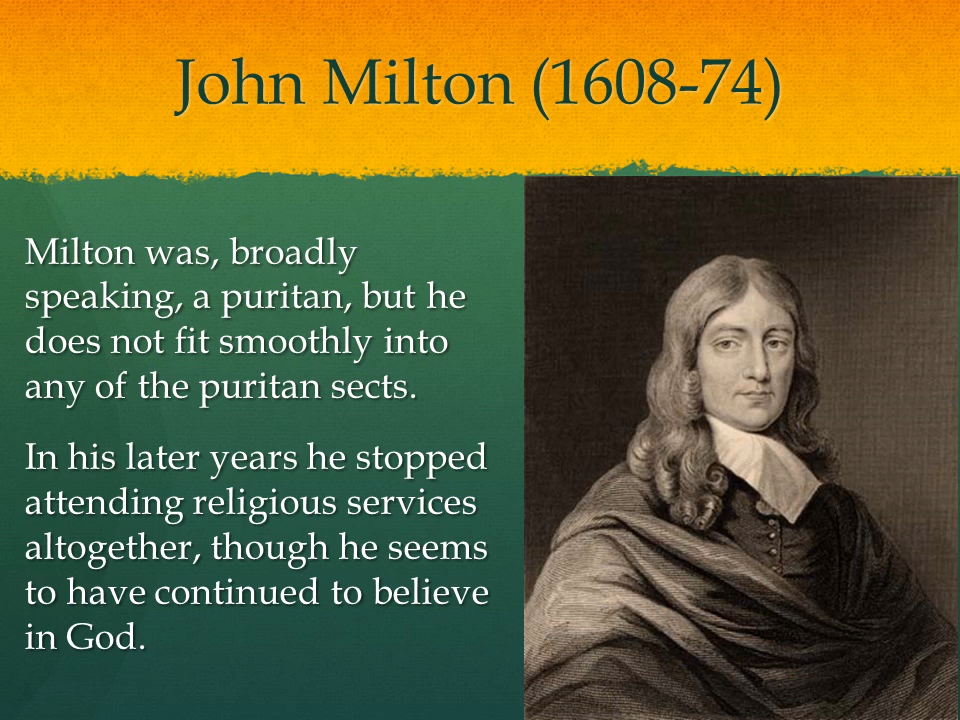 John Milton (1608-74)
Milton was, broadly
speaking, a puritan, but he
does not fit smoothly into
any of the puritan sects.
In his later years he stopped
attending religious services
altogether, though he seems
to have continued to believe
in God.